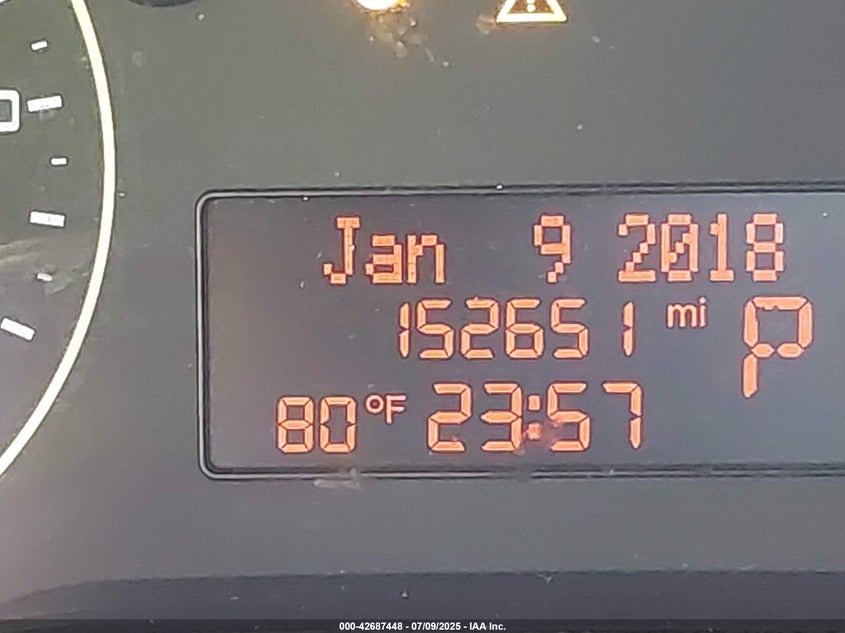 Jan 9 2018
152651 mi P
80°F 23:57
000-42687448 - 07/09/2025 - IAA Inc.